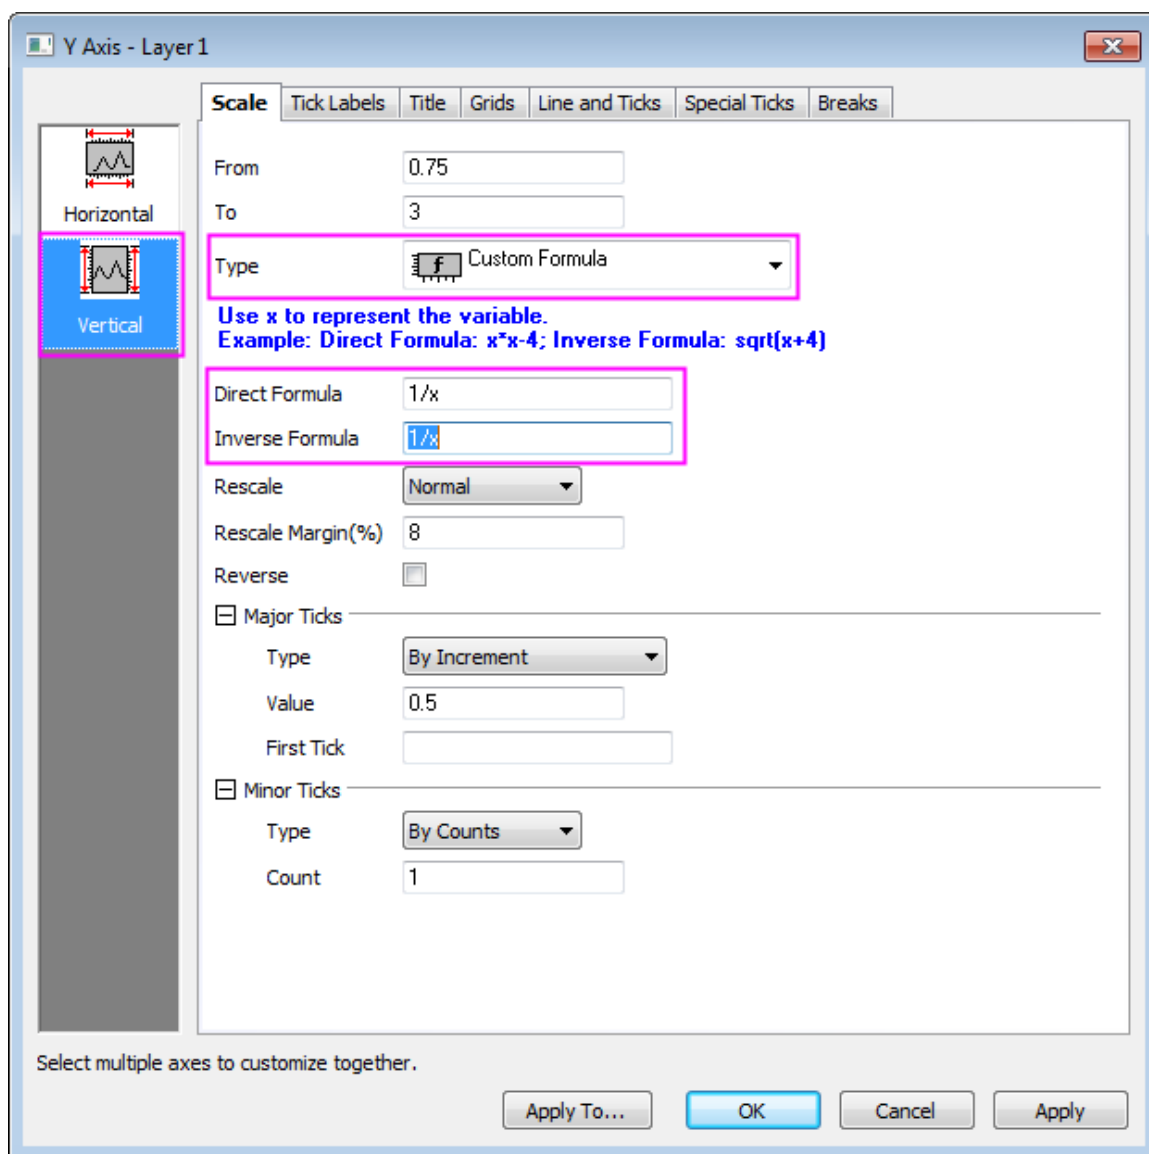 Y Axis - Layer 1
Scale Tick Labels Title Grids Line and Ticks Special Ticks Breaks
Horizontal
Vertical
From 0.75
To 3
Type Custom Formula
Use x to represent the variable.
Example: Direct Formula: x*x-4; Inverse Formula: sqrt(x+4)
Direct Formula 1/x
Inverse Formula 1/x
Rescale Normal
Rescale Margin(%) 8
Reverse
Major Ticks
Type By Increment
Value 0.5
First Tick
Minor Ticks
Type By Counts
Count 1
Select multiple axes to customize together.
Apply To... OK Cancel Apply